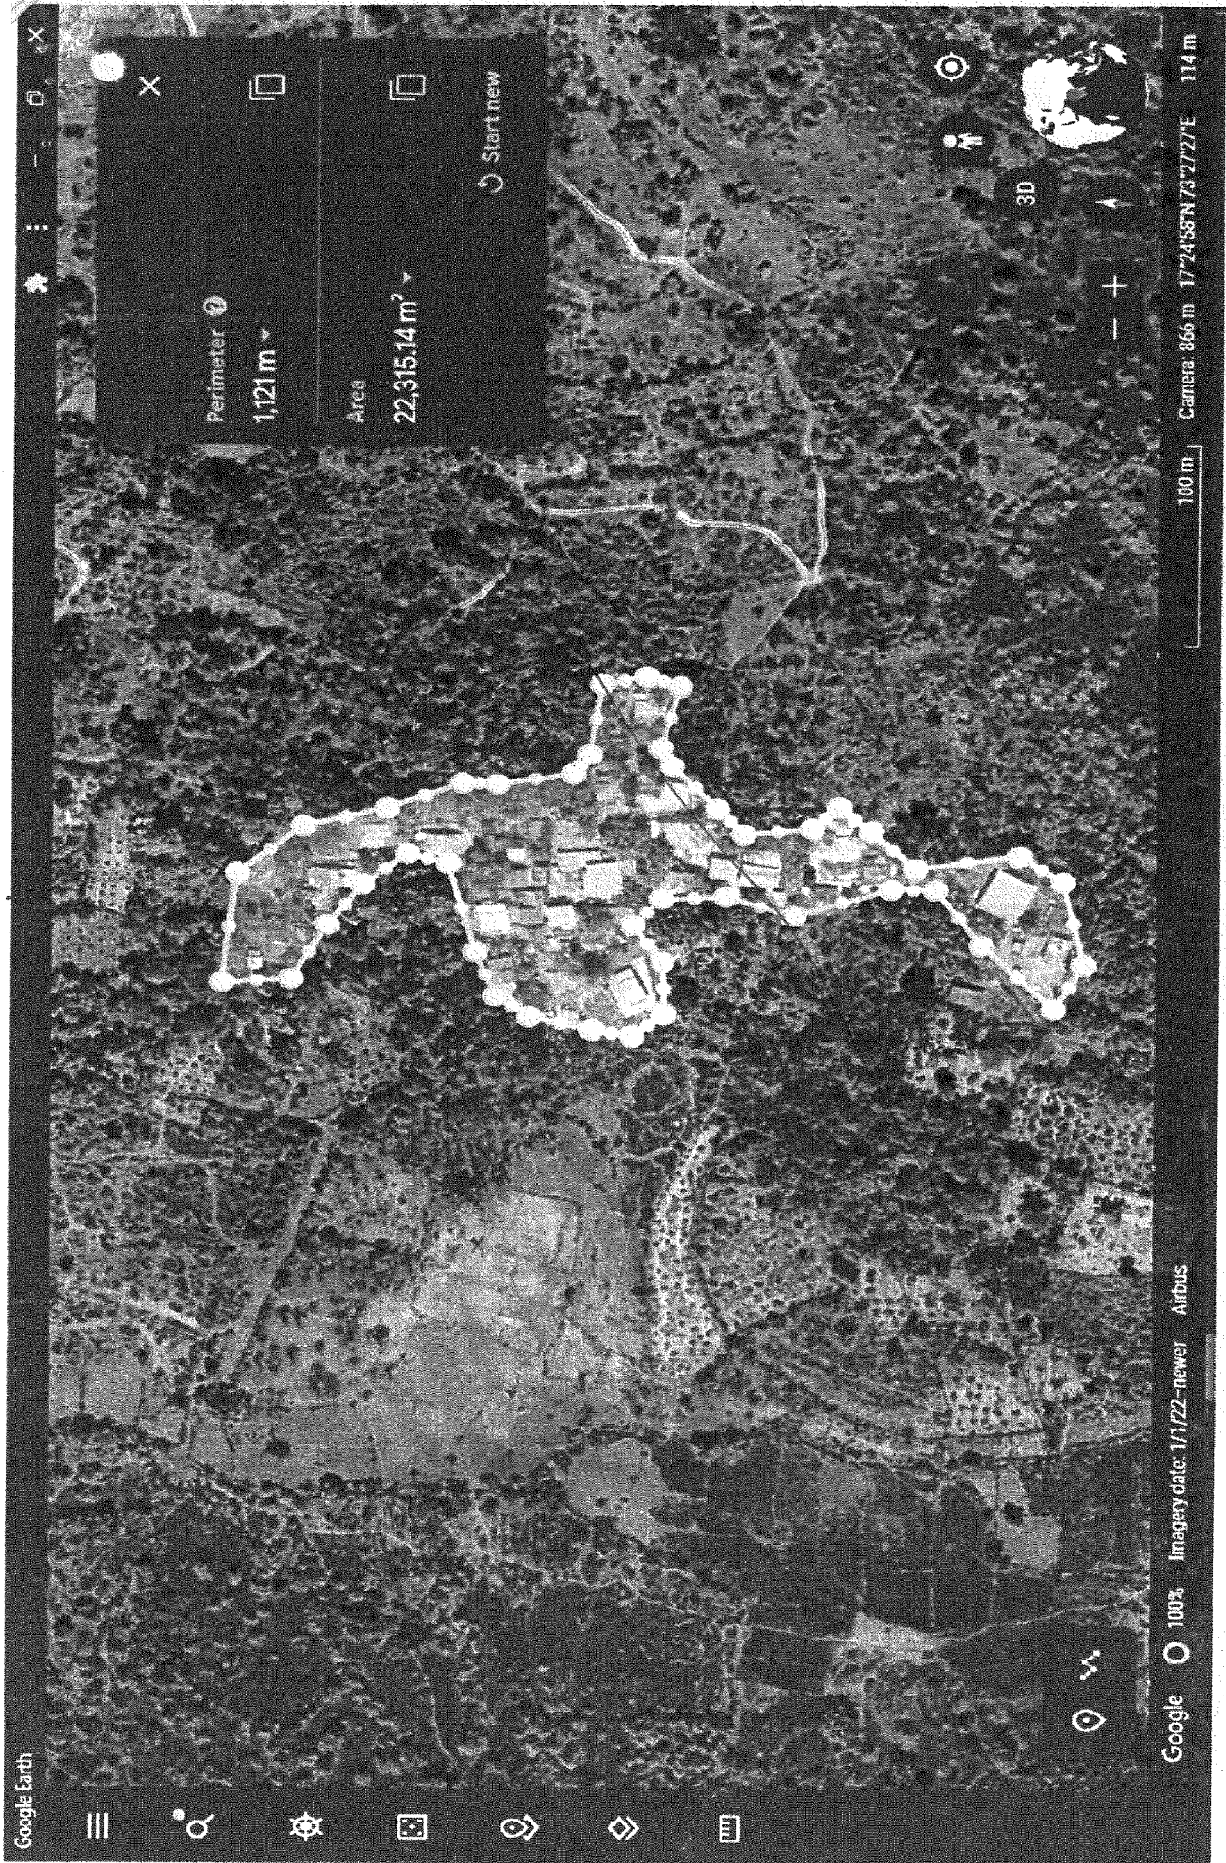 Google Earth
Perimeter
1,121 m
Area
22,315.14 m²
Start new
3D
Google 100% Imagery date: 1/1/22-newer Airbus 100 m Camera: 866 m 17°24'58"N 73°27'27"E 114 m